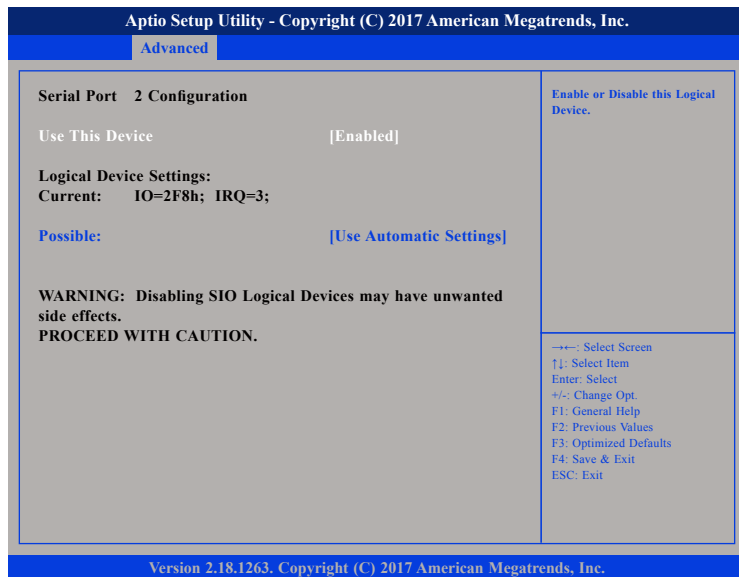 Aptio Setup Utility - Copyright (C) 2017 American Megatrends, Inc.
Advanced
Serial Port 2 Configuration
Use This Device [Enabled]
Logical Device Settings:
Current: IO=2F8h; IRQ=3;
Possible: [Use Automatic Settings]
WARNING: Disabling SIO Logical Devices may have unwanted
side effects.
PROCEED WITH CAUTION.
Enable or Disable this Logical
Device.
→←: Select Screen
↑↓: Select Item
Enter: Select
+/-: Change Opt.
F1: General Help
F2: Previous Values
F3: Optimized Defaults
F4: Save & Exit
ESC: Exit
Version 2.18.1263. Copyright (C) 2017 American Megatrends, Inc.